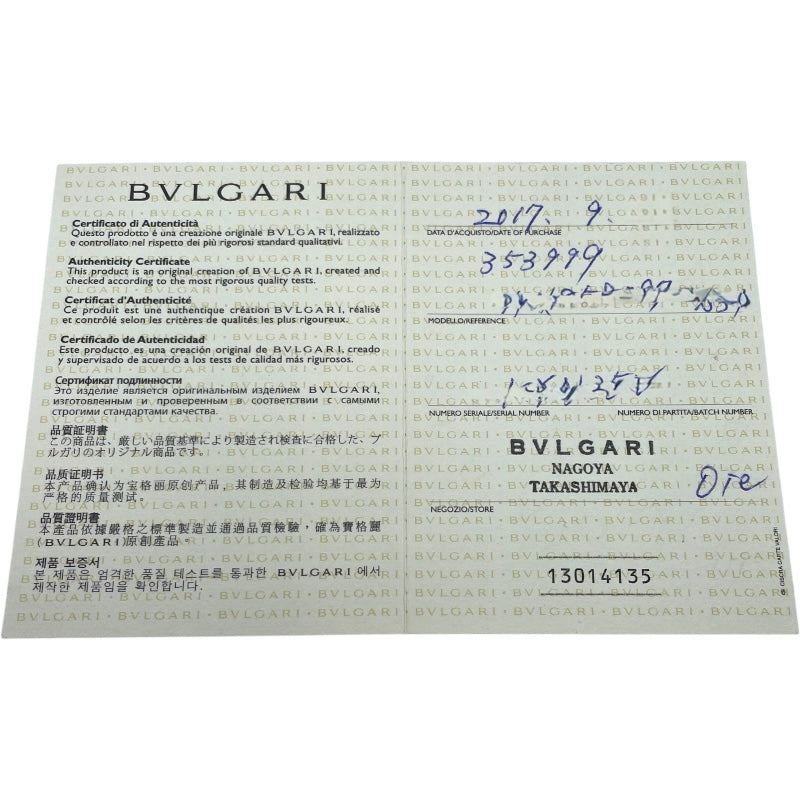 BVLGARI
Certificato di Autenticità
Questo prodotto è una creazione originale BVLGARI, realizzato
e controllato nel rispetto dei più rigorosi standard qualitativi.
Authenticity Certificate
This product is an original creation of BVLGARI, created and
checked according to the most rigorous quality tests.
Certificat d'Authenticité
Ce produit est une authentique création BVLGARI, réalisé
et contrôlé selon les critères de qualités les plus rigoureux.
Certificado de Autenticidad
Este producto es una creación original de BVLGARI, creado
y supervisado de acuerdo a los tests de calidad más rigurosos.
Сертификат подлинности
Это изделие является оригинальным изделием BVLGARI,
изготовленным и проверенным в соответствии с самыми
строгими стандартами качества.
品質証明書
この商品は、厳しい品質基準により製造され検査に合格した、ブ
ルガリのオリジナル商品です。
品质证明书
本产品确认为宝格丽原创产品，其制造及检验均基于最为
严格的质量测试。
品質證明書
本產品依據嚴格之標準製造並通過品質檢驗，確為寶格麗
(BVLGARI)原創產品。
제품 보증서
본 제품은 엄격한 품질 테스트를 통과한 BVLGARI 에서
제작한 제품임을 확인합니다.
2017. 9.
DATA D'ACQUISTO/DATE OF PURCHASE
353999
MODELLO/REFERENCE
NUMERO SERIALE/SERIAL NUMBER NUMERO DI PARTITA/BATCH NUMBER
BVLGARI
NAGOYA
TAKASHIMAYA
NEGOZIO/STORE
13014135